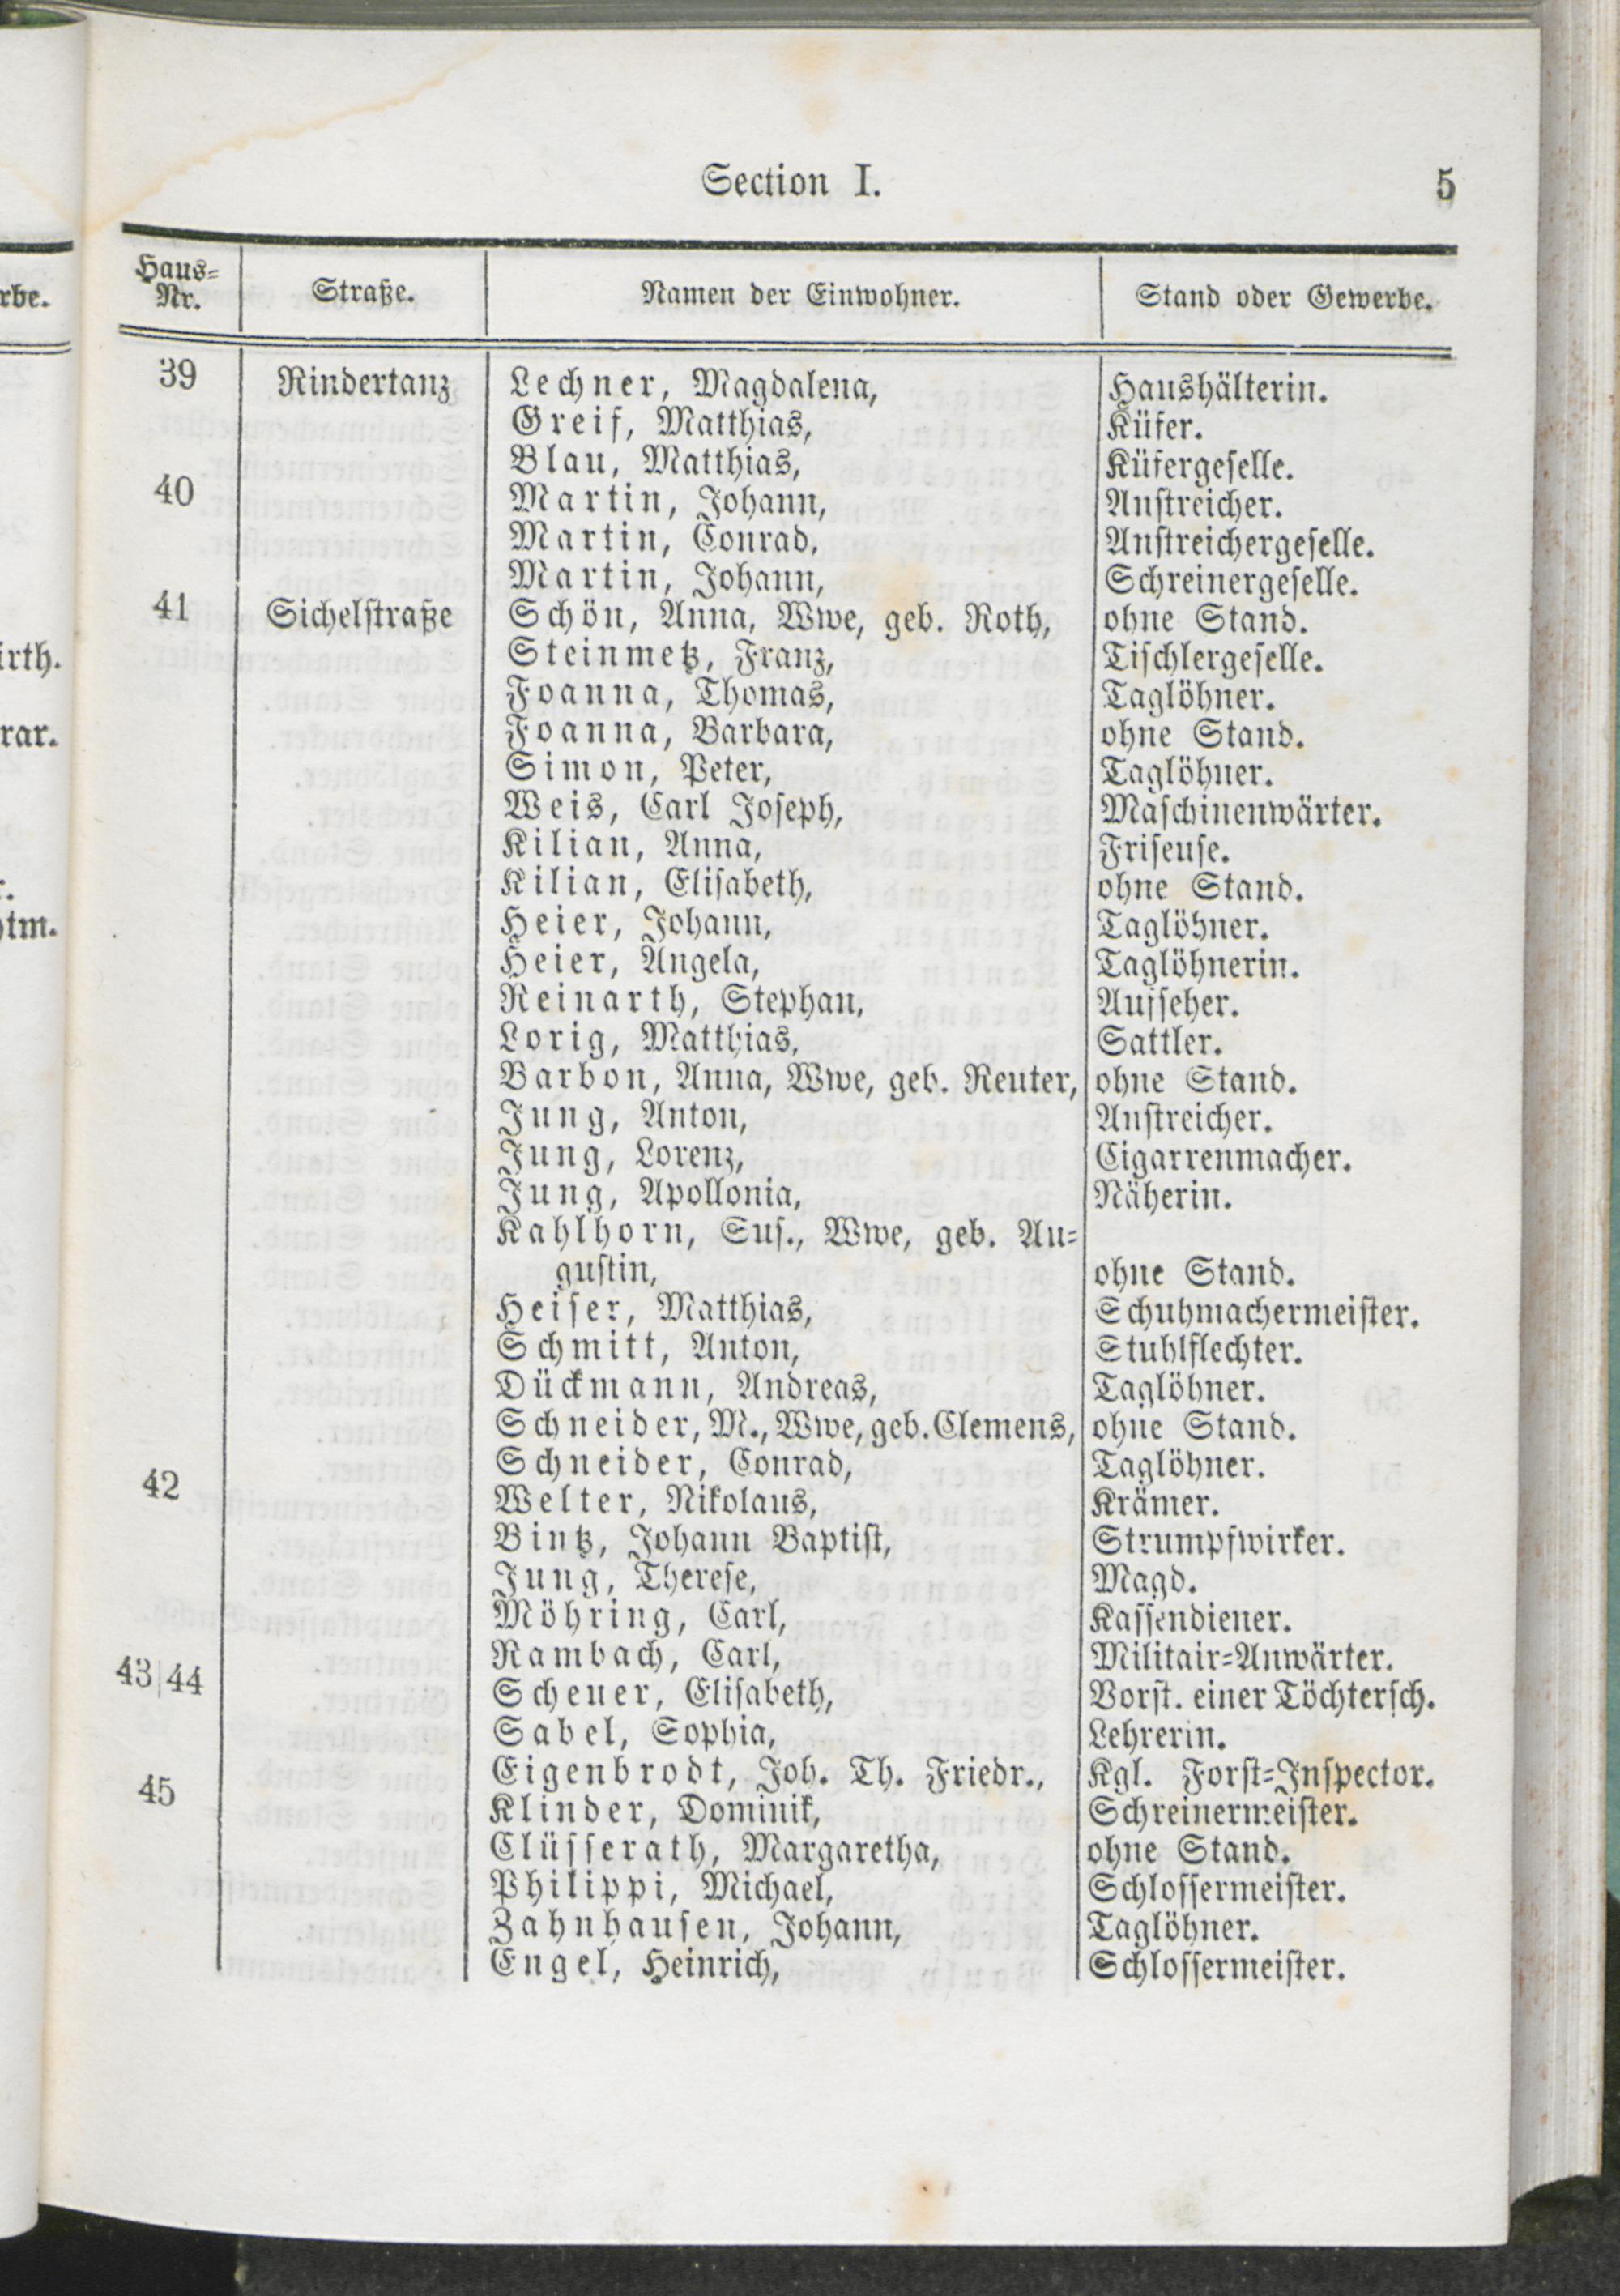 Section I. 5
Haus-Nr. Straße. Namen der Einwohner. Stand oder Gewerbe.
39 Rindertanz Lechner, Magdalena, Haushälterin.
Greif, Matthias, Küfer.
Blau, Matthias, Küfergeselle.
40 Martin, Johann, Anstreicher.
Martin, Conrad, Anstreichergeselle.
Martin, Johann, Schreinergeselle.
41 Sichelstraße Schön, Anna, Wwe, geb. Roth, ohne Stand.
Steinmetz, Franz, Tischlergeselle.
Joanna, Thomas, Taglöhner.
Joanna, Barbara, ohne Stand.
Simon, Peter, Taglöhner.
Weis, Carl Joseph, Maschinenwärter.
Kilian, Anna, Friseuse.
Kilian, Elisabeth, ohne Stand.
Heier, Johann, Taglöhner.
Heier, Angela, Taglöhnerin.
Reinarth, Stephan, Aufseher.
Lorig, Matthias, Sattler.
Barbon, Anna, Wwe, geb. Reuter, ohne Stand.
Jung, Anton, Anstreicher.
Jung, Lorenz, Cigarrenmacher.
Jung, Apollonia, Näherin.
Kahlhorn, Sus., Wwe, geb. Au-
gustin, ohne Stand.
Heiser, Matthias, Schuhmachermeister.
Schmitt, Anton, Stuhlflechter.
Dückmann, Andreas, Taglöhner.
Schneider, M., Wwe, geb. Clemens, ohne Stand.
Schneider, Conrad, Taglöhner.
42 Welter, Nikolaus, Krämer.
Bintz, Johann Baptist, Strumpfwirker.
Jung, Therese, Magd.
Möhring, Carl, Kassendiener.
Rambach, Carl, Militair-Anwärter.
43|44 Scheuer, Elisabeth, Vorst. einer Töchtersch.
Sabel, Sophia, Lehrerin.
Eigenbrodt, Joh. Th. Friedr., Kgl. Forst-Inspector.
45 Klinder, Dominik, Schreinermeister.
Clüsserath, Margaretha, ohne Stand.
Philippi, Michael, Schlossermeister.
Zahnhausen, Johann, Taglöhner.
Engel, Heinrich, Schlossermeister.
rbe.
irth.
rar.
htm.